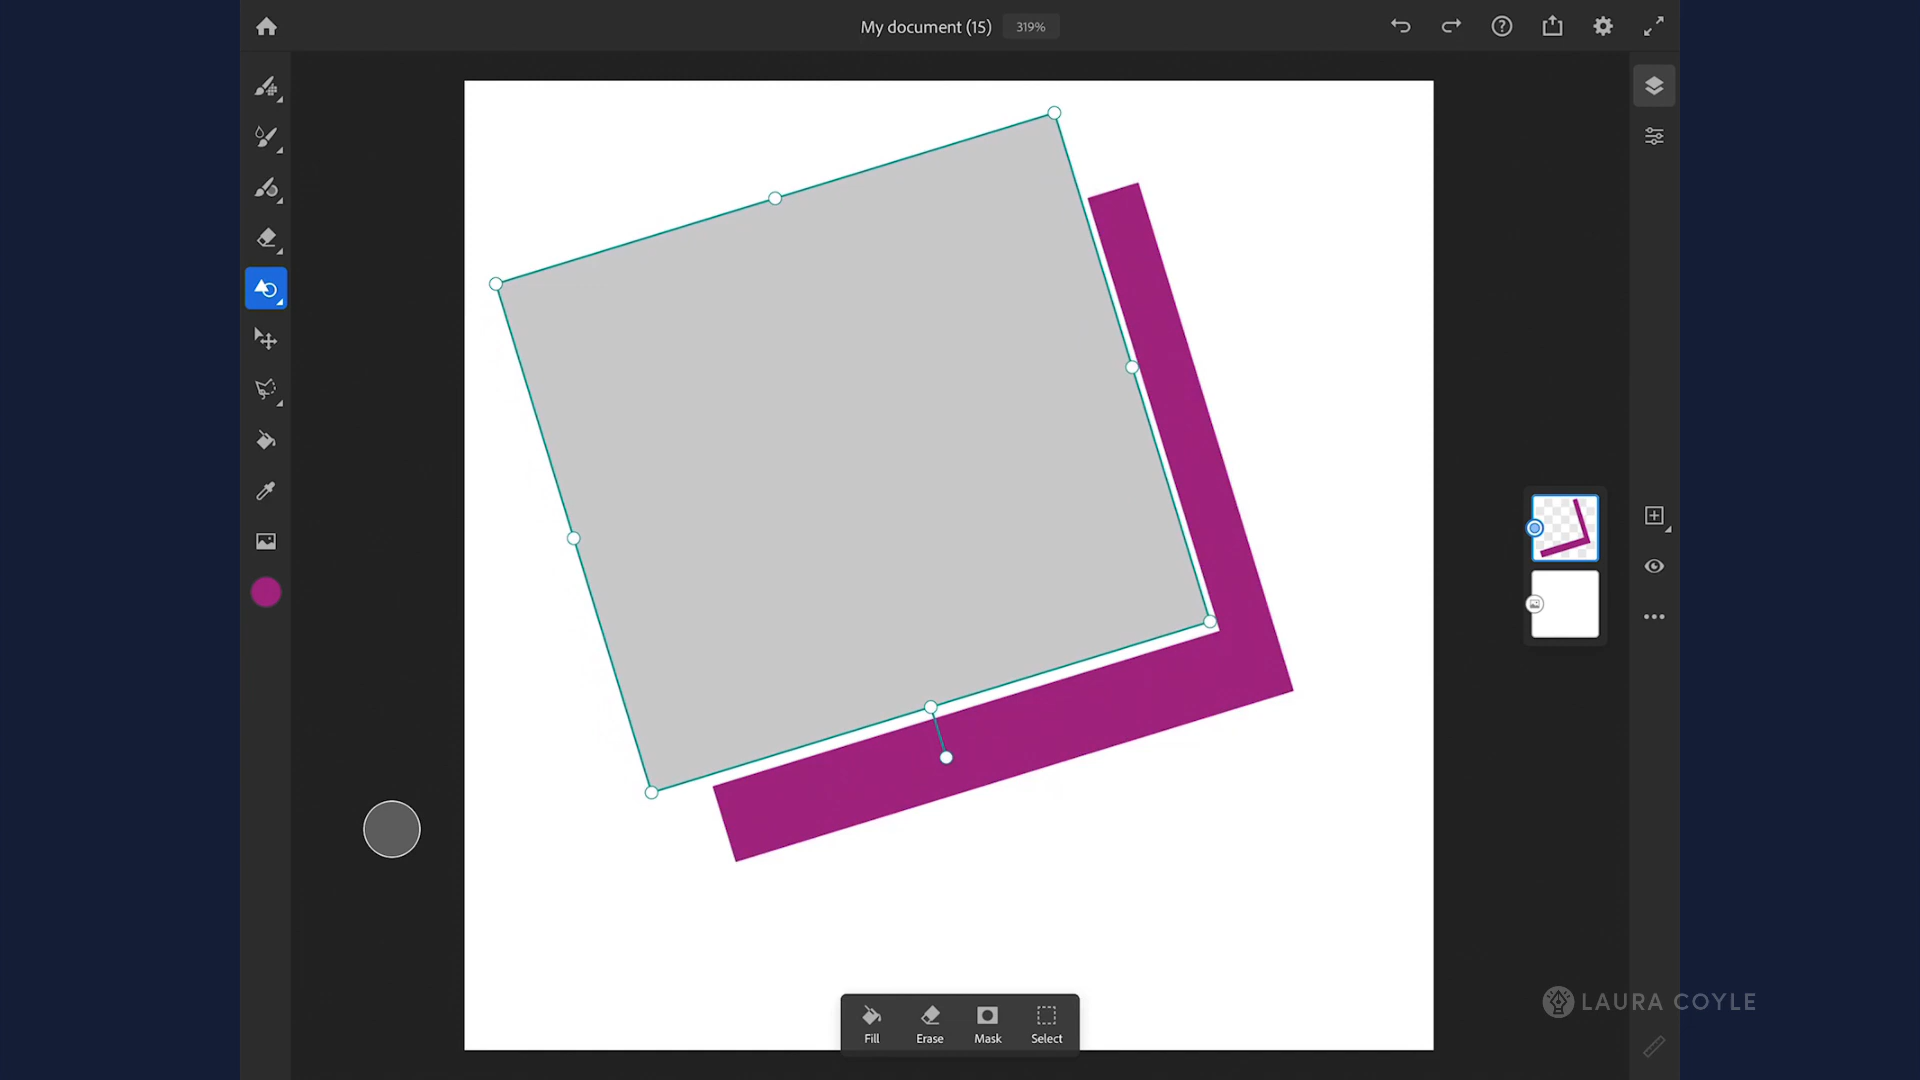 My document (15)
319%
Fill
Erase
Mask
Select
LAURA COYLE